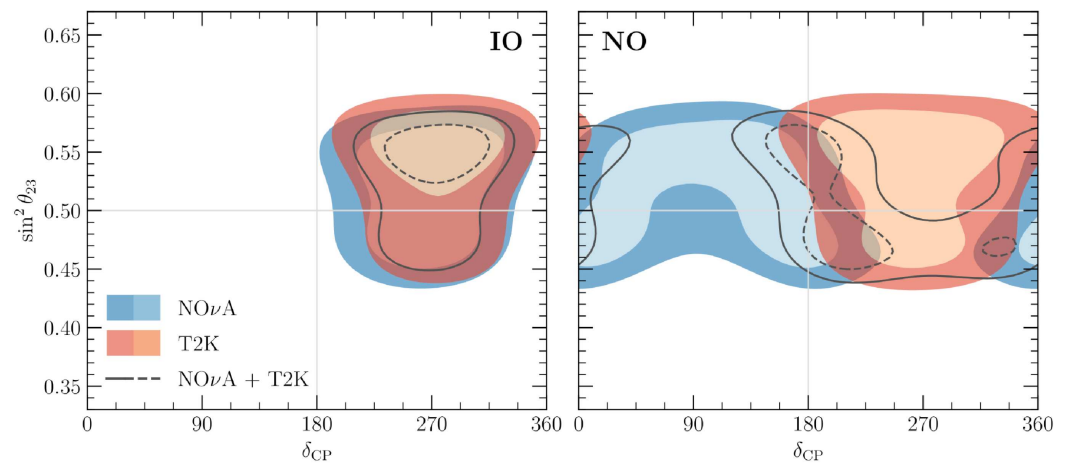 IO
NO
0.65
0.60
0.55
0.50
0.45
0.40
0.35
sin² θ₂₃
NOνA
T2K
NOνA + T2K
0 90 180 270 360
0 90 180 270 360
δCP
δCP